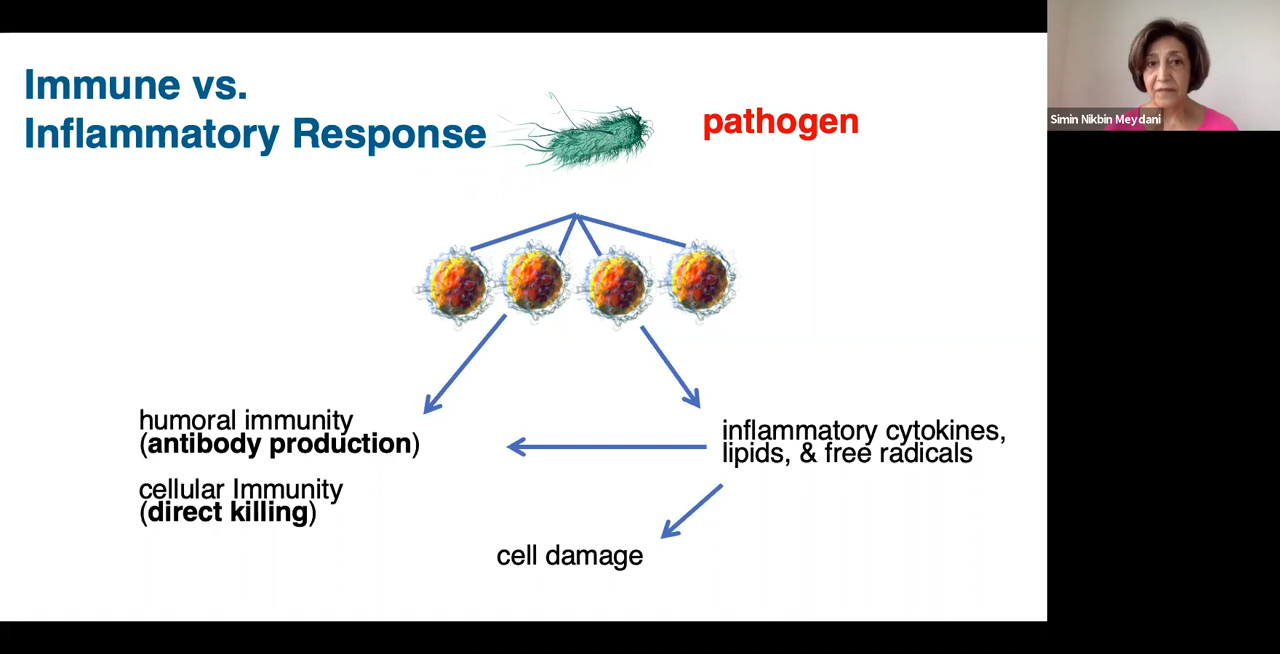 Immune vs.
Inflammatory Response
pathogen
Simin Nikbin Meydani
humoral immunity
(antibody production)
cellular Immunity
(direct killing)
inflammatory cytokines,
lipids, & free radicals
cell damage